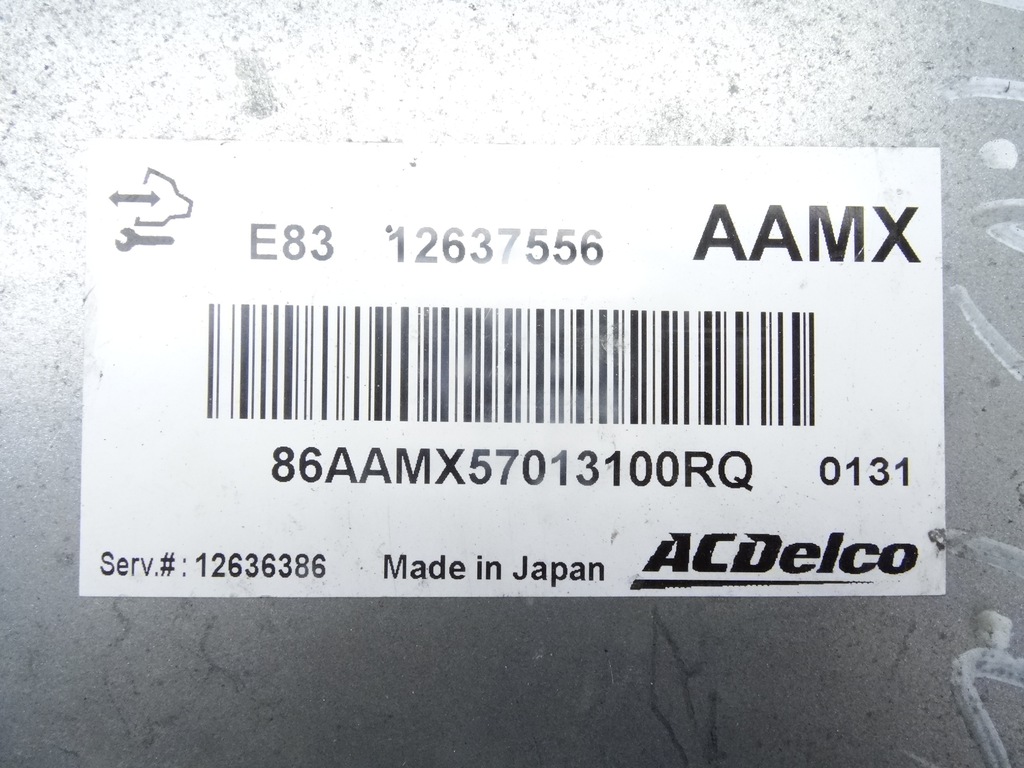 E83 12637556 AAMX
86AAMX57013100RQ 0131
Serv.#: 12636386 Made in Japan ACDelco